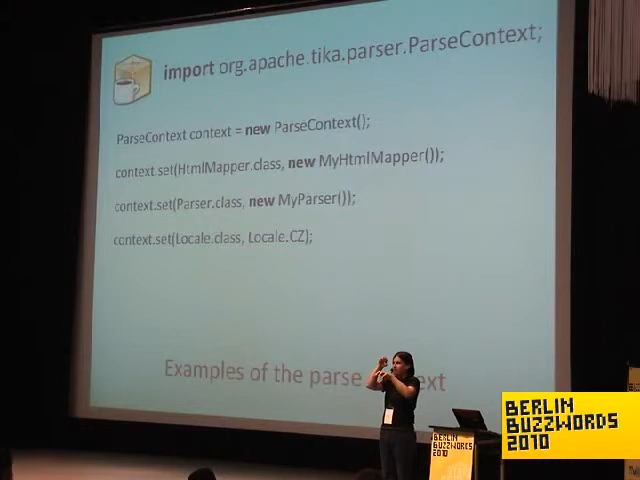 import org.apache.tika.parser.ParseContext;
ParseContext context = new ParseContext();
context.set(HtmlMapper.class, new MyHtmlMapper());
context.set(Parser.class, new MyParser());
context.set(Locale.class, Locale.CZ);
Examples of the parse
BERLIN
BUZZWORDS
2010
BERLIN
BUZZWORDS
2010